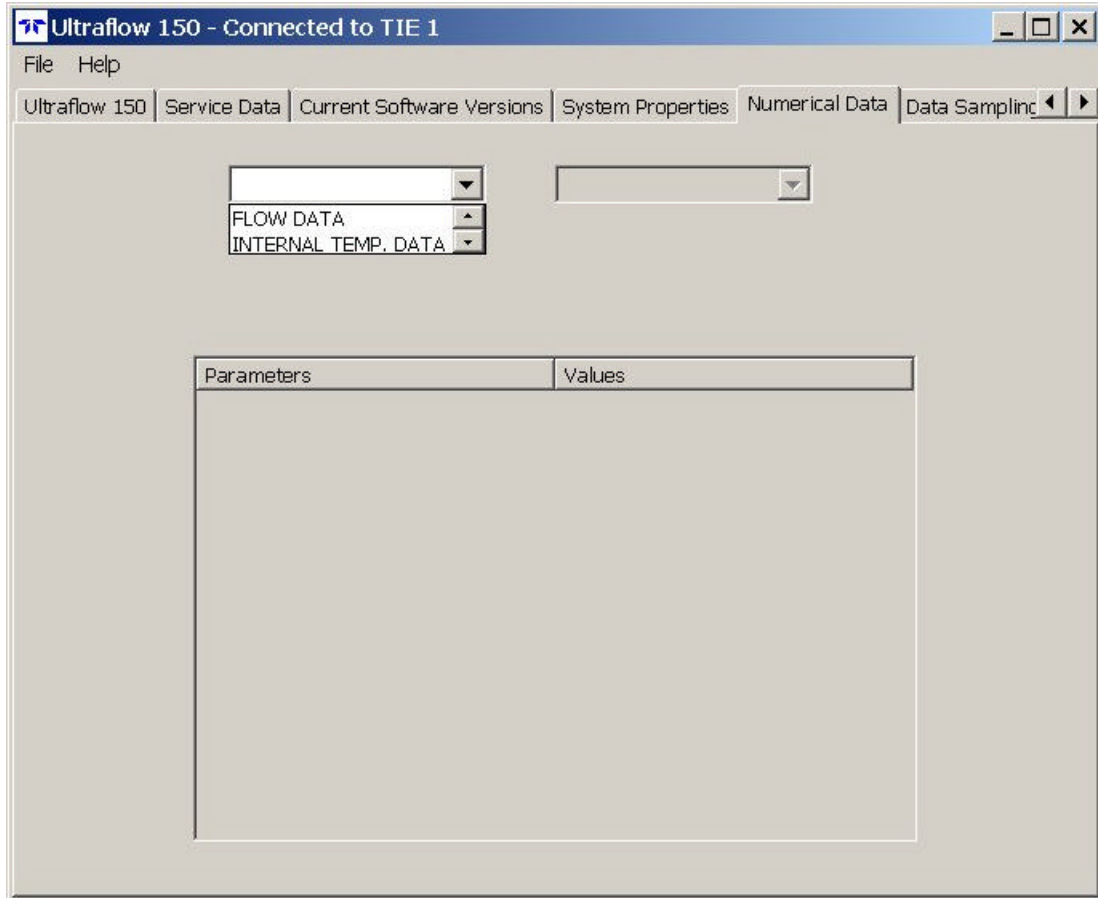 Ultraflow 150 - Connected to TIE 1
File Help
Ultraflow 150 Service Data Current Software Versions System Properties Numerical Data Data Sampling
FLOW DATA
INTERNAL TEMP. DATA
Parameters Values